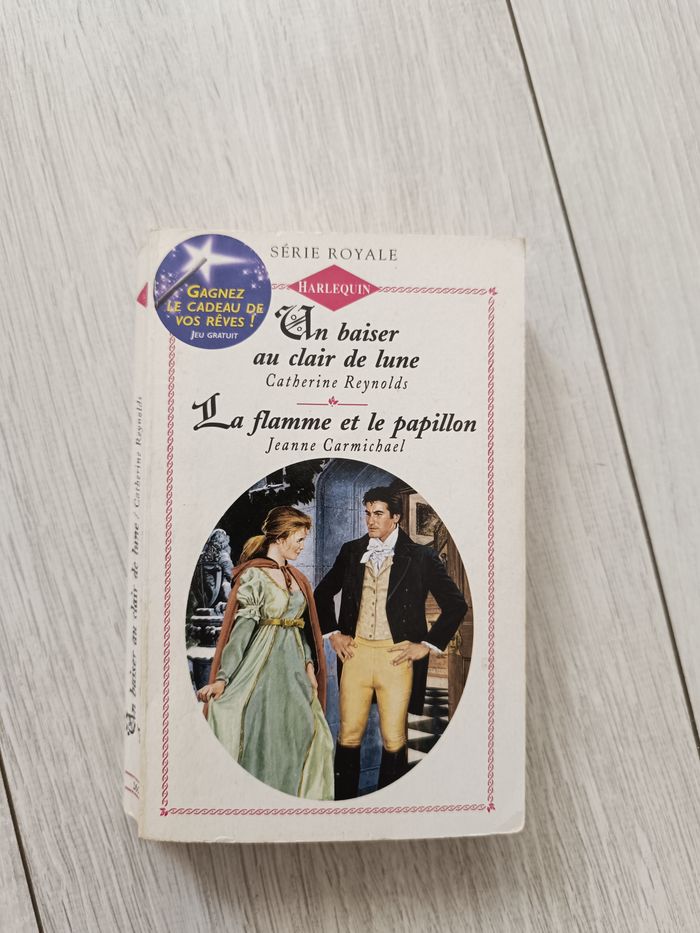 SÉRIE ROYALE
HARLEQUIN
GAGNEZ
LE CADEAU DE
VOS RÊVES !
JEU GRATUIT
Un baiser
au clair de lune
Catherine Reynolds
La flamme et le papillon
Jeanne Carmichael
Un baiser au clair de lune / Catherine Reynolds